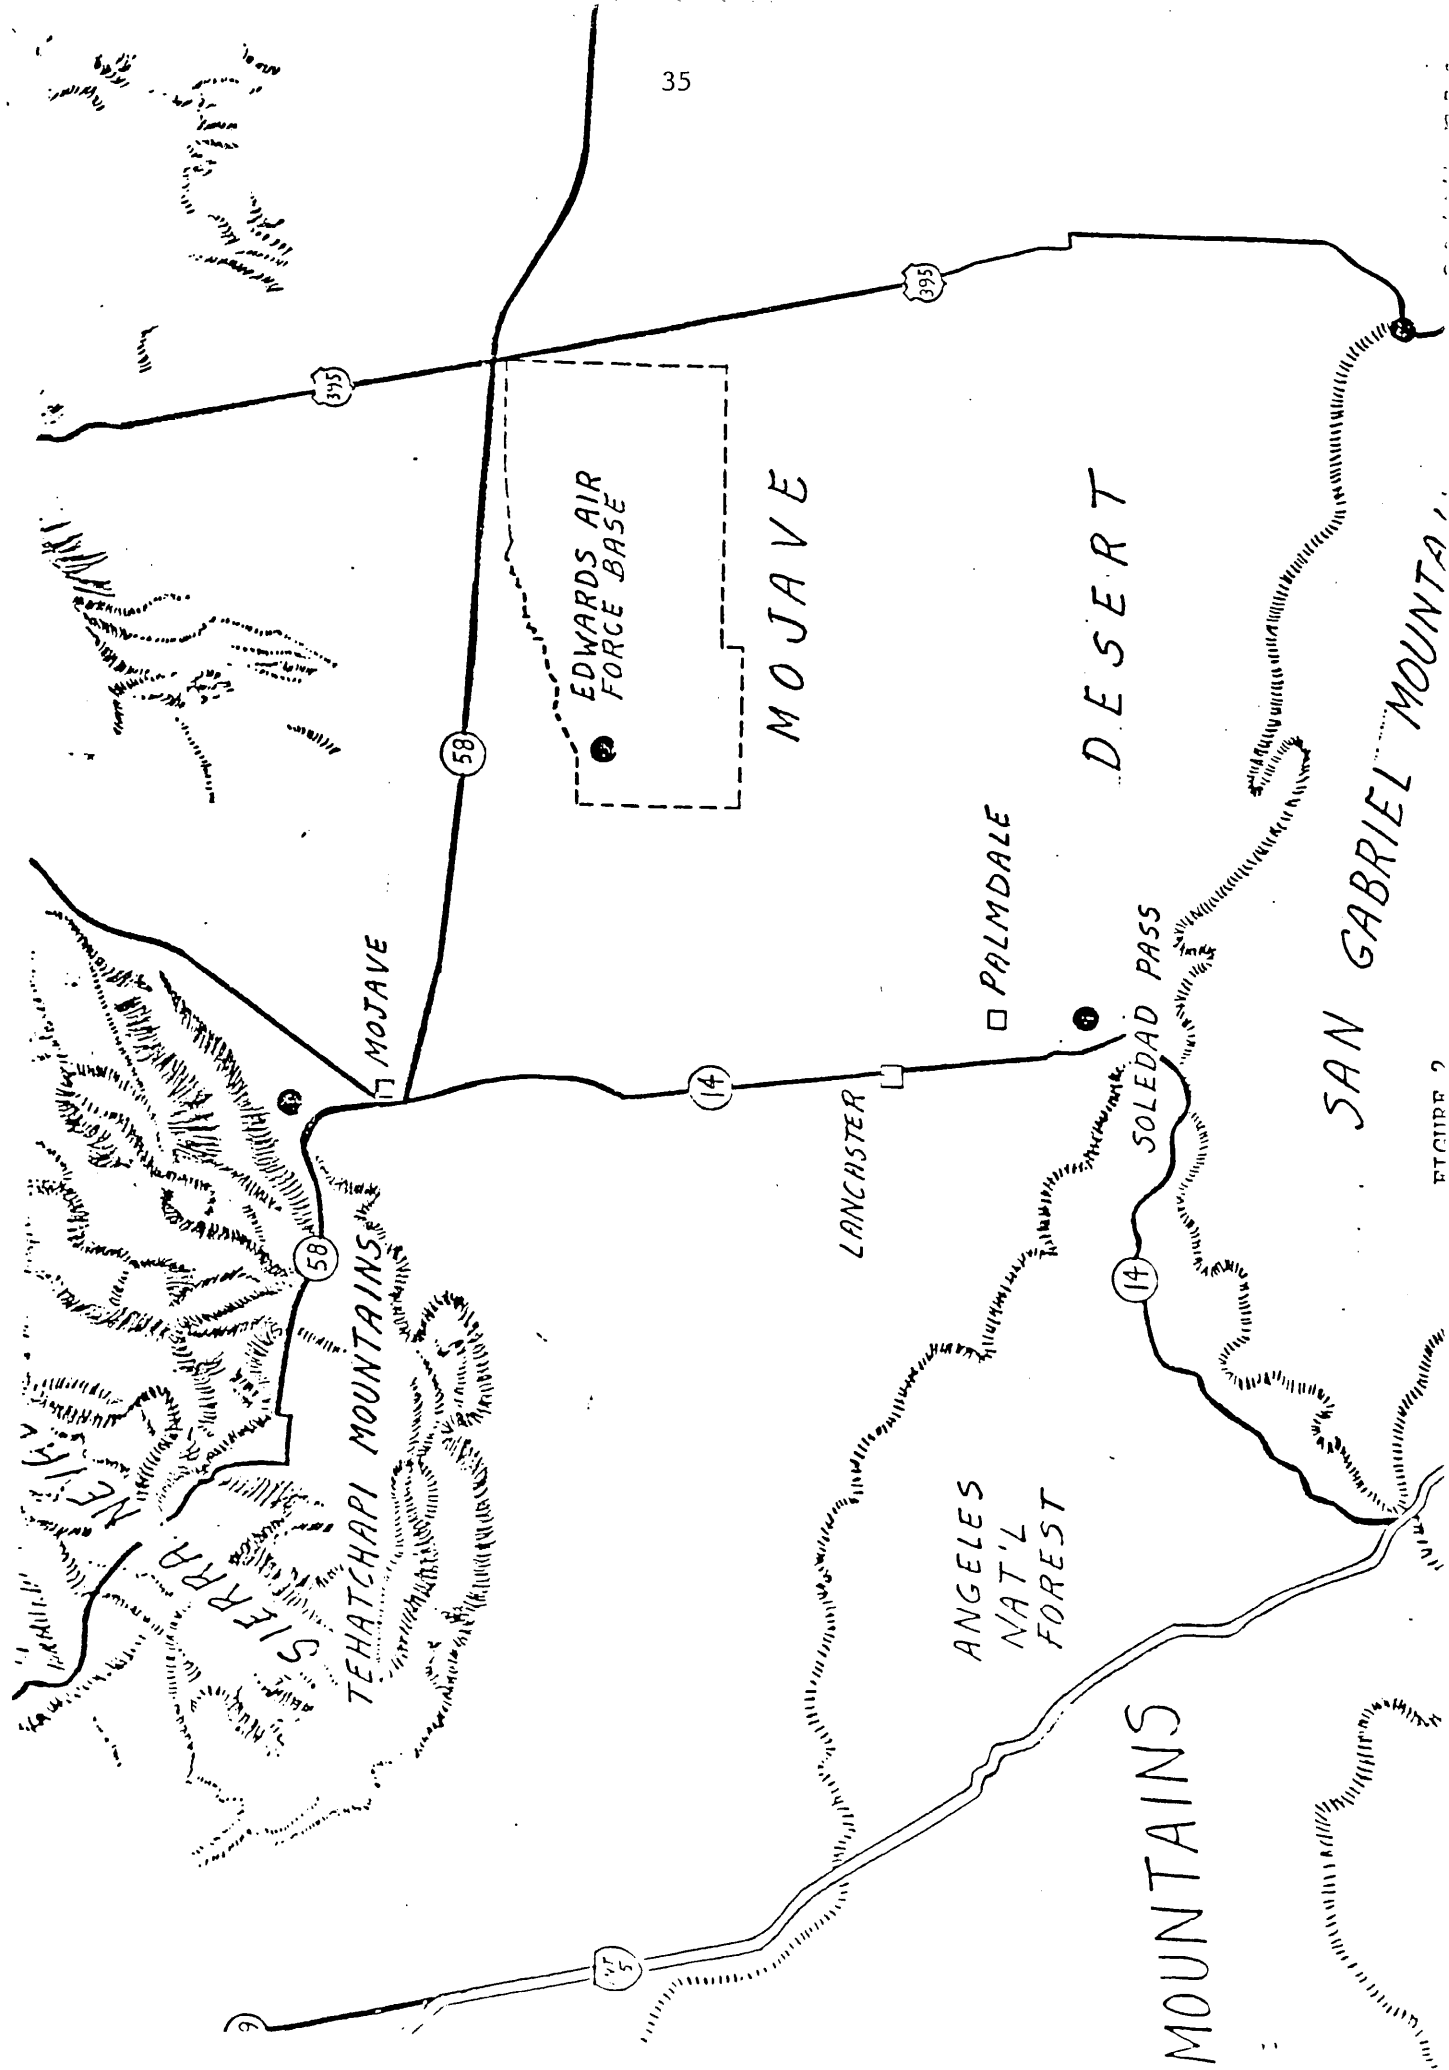 35
395
395
58
EDWARDS AIR
FORCE BASE
MOJAVE
DESERT
MOJAVE
PALMDALE
14
LANCASTER
SOLEDAD PASS
58
TEHATCHAPI MOUNTAINS
SIERRA
14
SAN GABRIEL
ANGELES
NAT'L
FOREST
5
MOUNTAINS